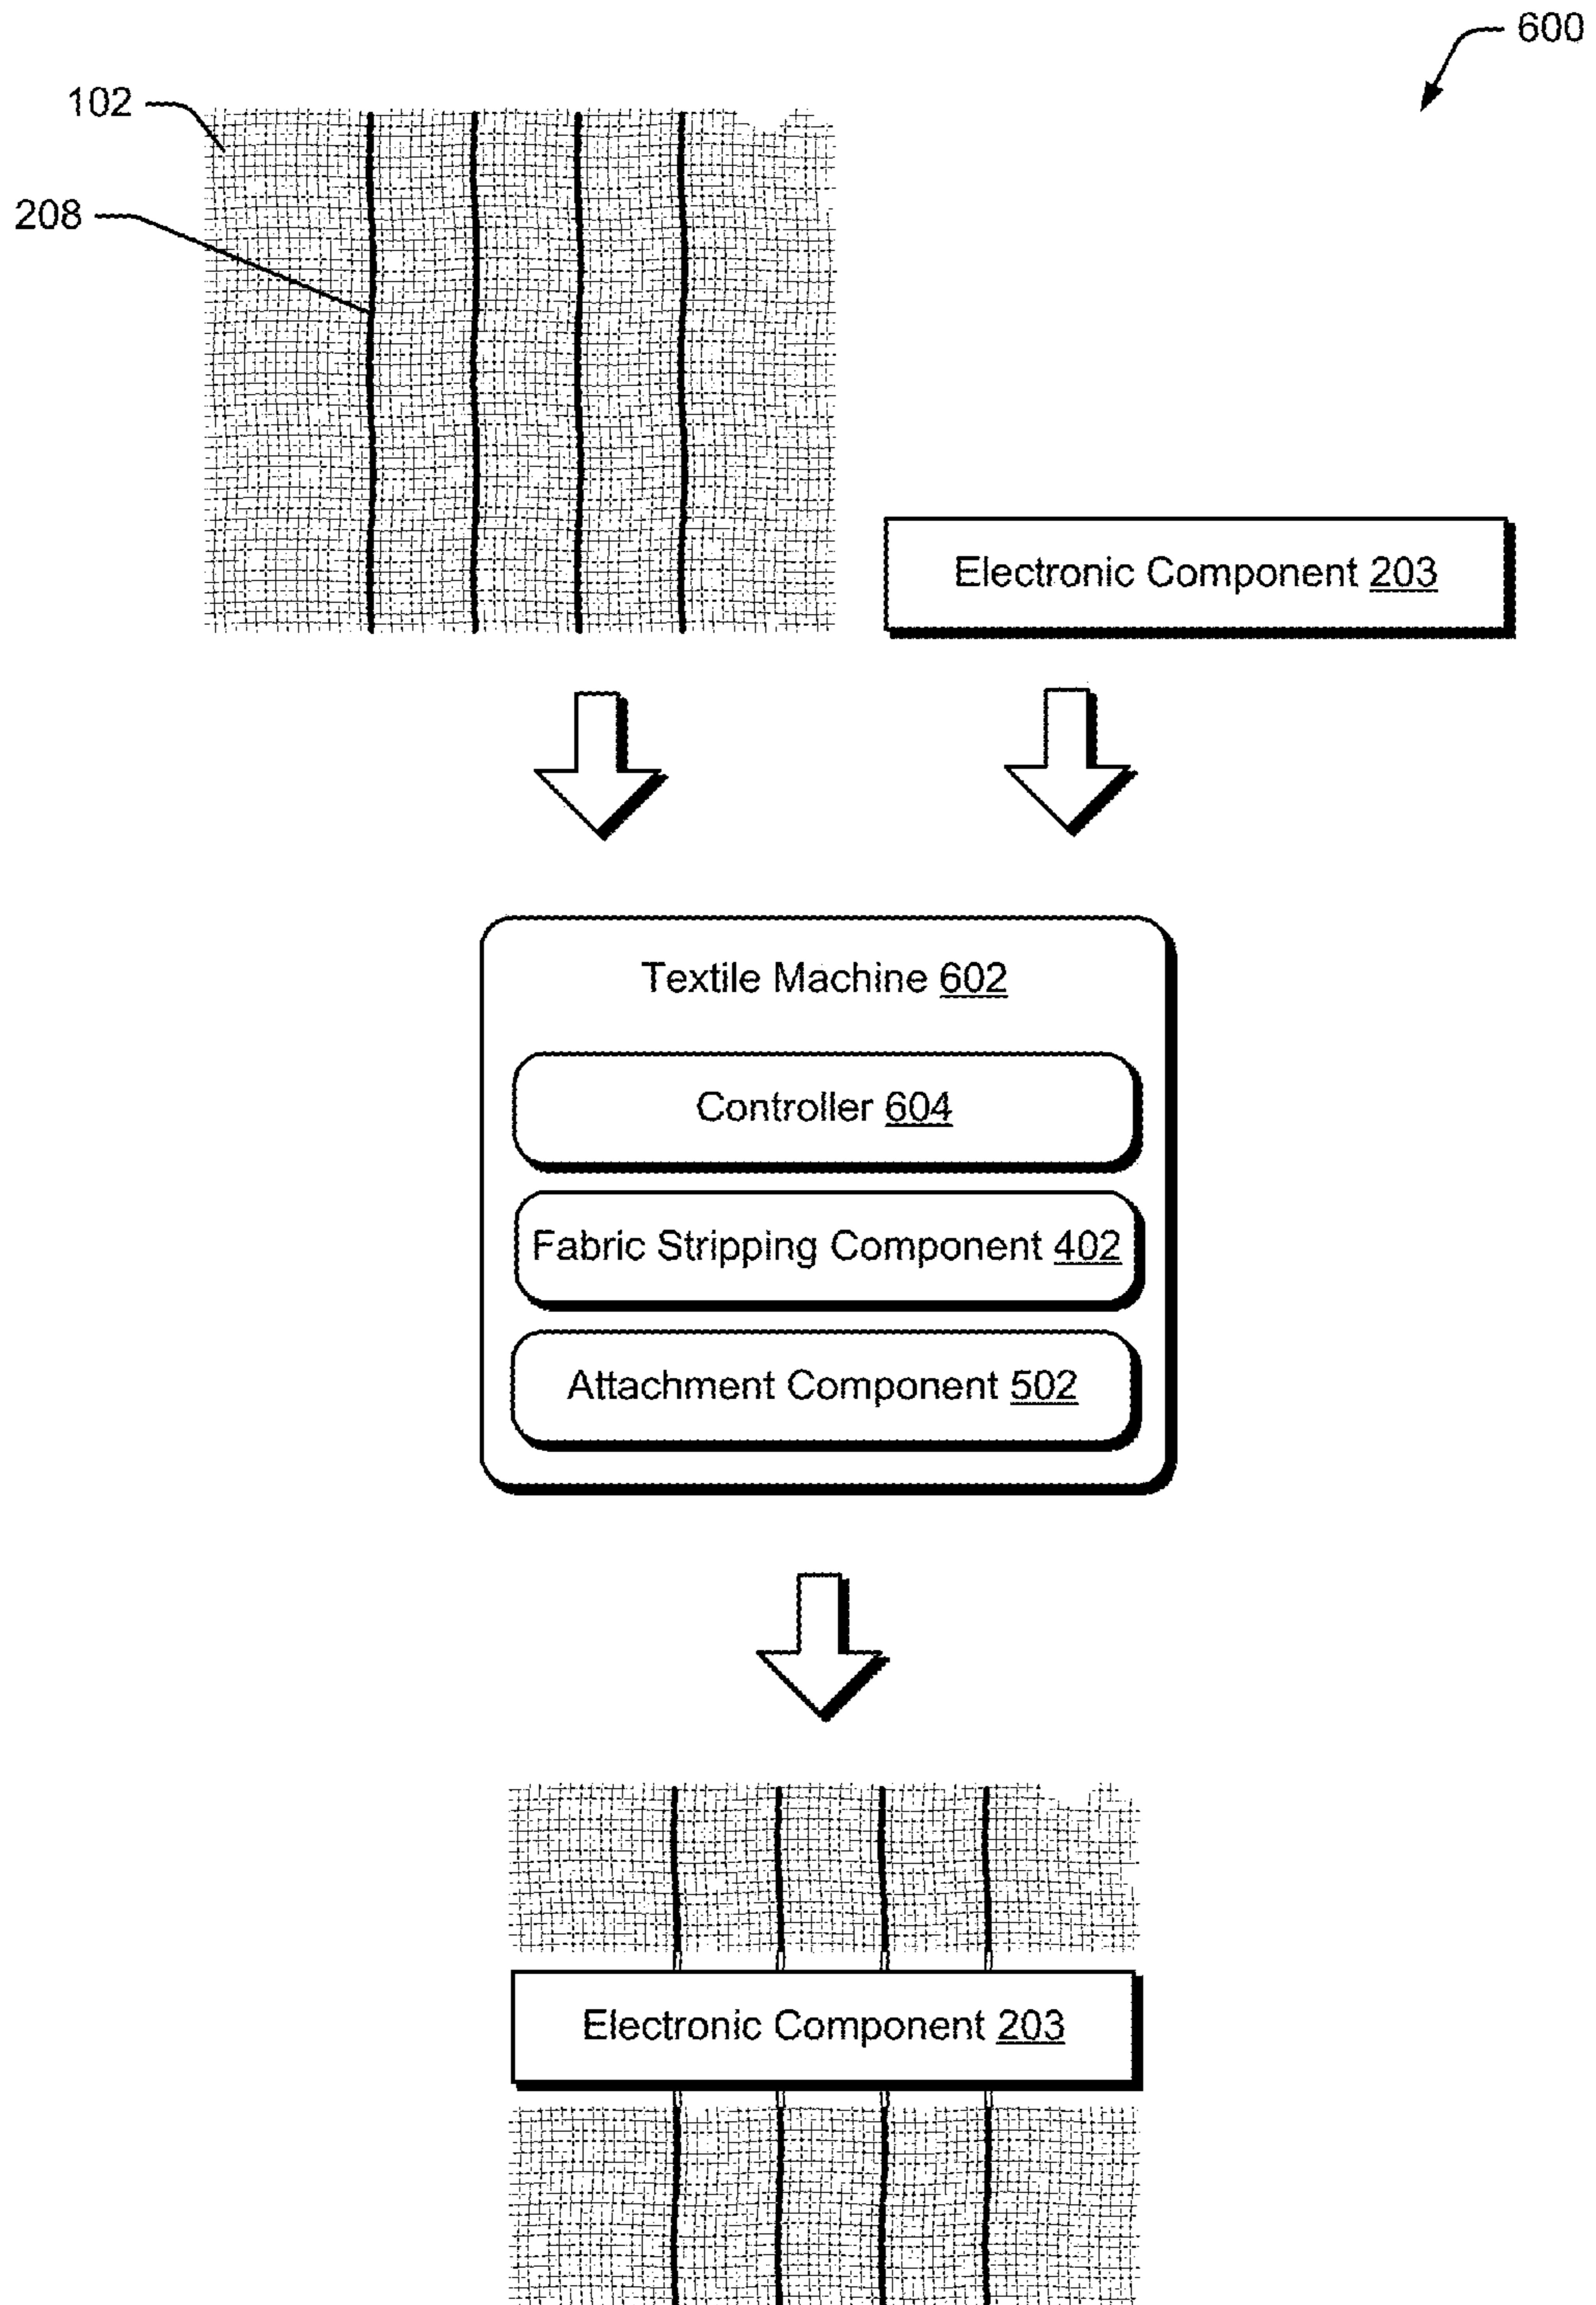 600
102
208
Electronic Component 203
Textile Machine 602
Controller 604
Fabric Stripping Component 402
Attachment Component 502
Electronic Component 203